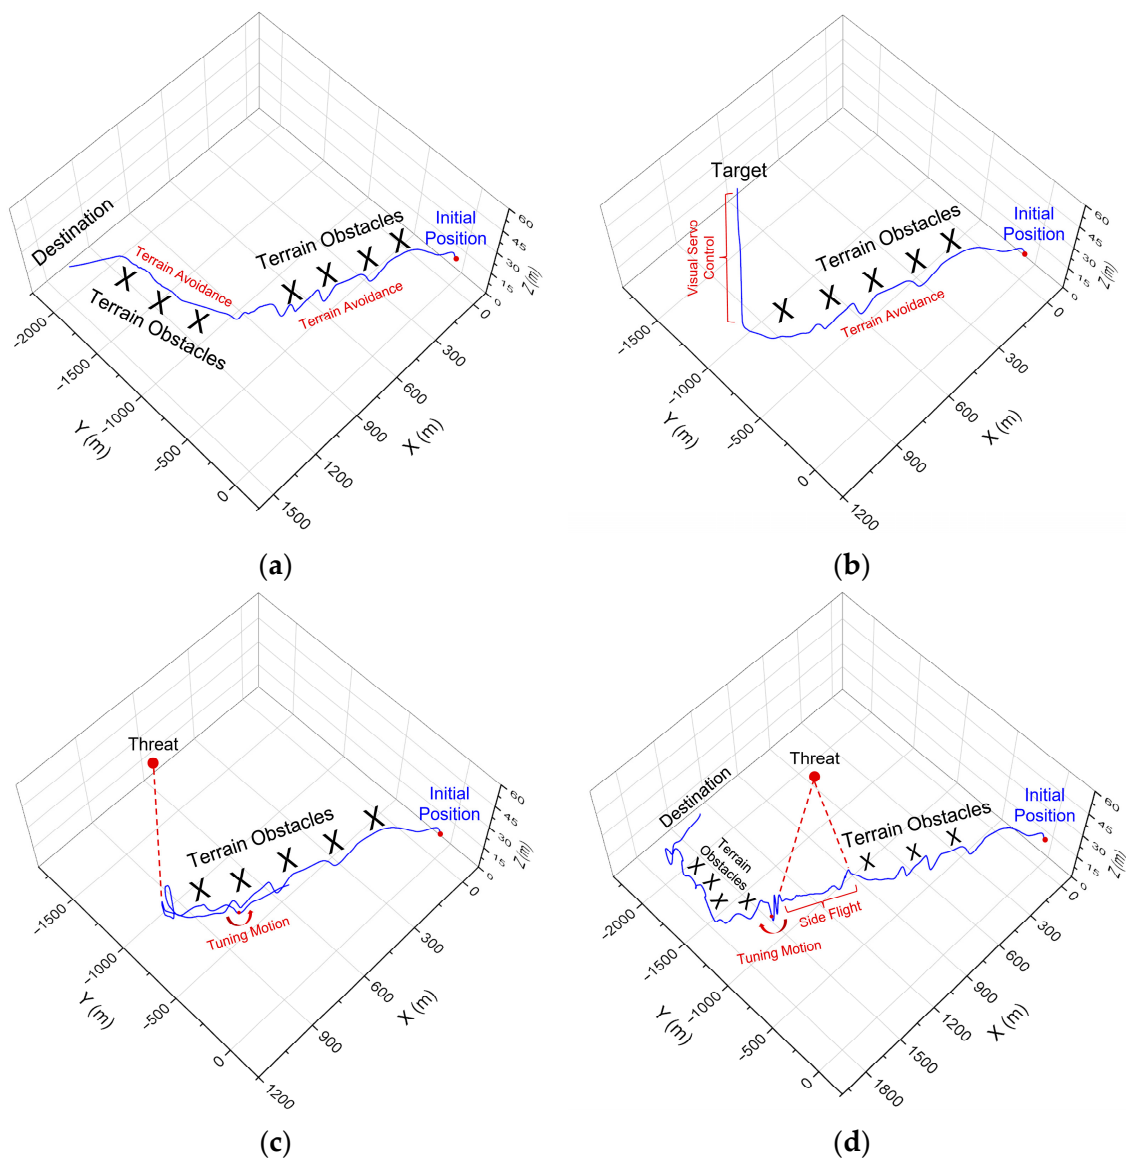 Destination
Terrain Avoidance
Terrain Obstacles
Terrain Obstacles
X X X X
X X X
Terrain Avoidance
Initial
Position
60
45
30
15
0
Z (m)
-2000
-1500
-1000
-500
0
Y (m)
0
300
600
900
1200
1500
X (m)
(a)
Target
Visual Servo
Control
Terrain Obstacles
X X X X X
Terrain Avoidance
Initial
Position
60
45
30
15
0
Z (m)
-1500
-1000
-500
0
Y (m)
0
300
600
900
1200
X (m)
(b)
Threat
Terrain Obstacles
X X X X X
Tuning Motion
Initial
Position
60
45
30
15
0
Z (m)
-1500
-1000
-500
0
Y (m)
0
300
600
900
1200
X (m)
(c)
Destination
Threat
Terrain
Obstacles
X X X X
Terrain Obstacles
X X X
Side Flight
Tuning Motion
Initial
Position
60
45
30
15
0
Z (m)
-2000
-1500
-1000
-500
0
Y (m)
0
300
600
900
1200
1500
1800
X (m)
(d)